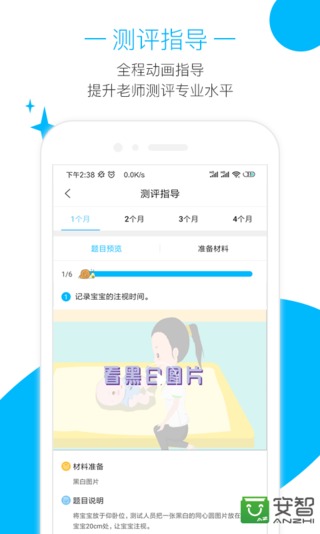 测评指导
全程动画指导
提升老师测评专业水平
下午2:38 0.0K/s
测评指导
1个月 2个月 3个月 4个月
题目预览 准备材料
1/6
1 记录宝宝的注视时间。
看黑白图片
材料准备
黑白图片
题目说明
将宝宝放于仰卧位，测试人员把一张黑白的同心圆图片放在
宝宝20cm处，让宝宝注视。
安智
ANZHI